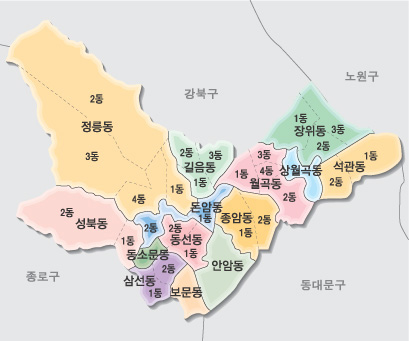 노원구
강북구
2동
정릉동
3동
4동
1동
2동
3동
길음동
1동
1동
장위동
3동
2동
3동
1동
4동
월곡동
2동
상월곡동
1동
석관동
2동
돈암동
1동
2동
종암동
2동
1동
2동
성북동
1동
2동
동선동
1동
동소문동
안암동
2동
삼선동
1동
보문동
종로구
동대문구